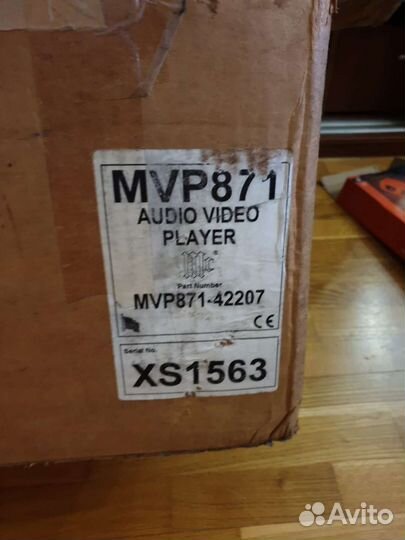 MVP871
AUDIO VIDEO
PLAYER
Part Number
MVP871-42207
CE
Serial No.
XS1563
Avito